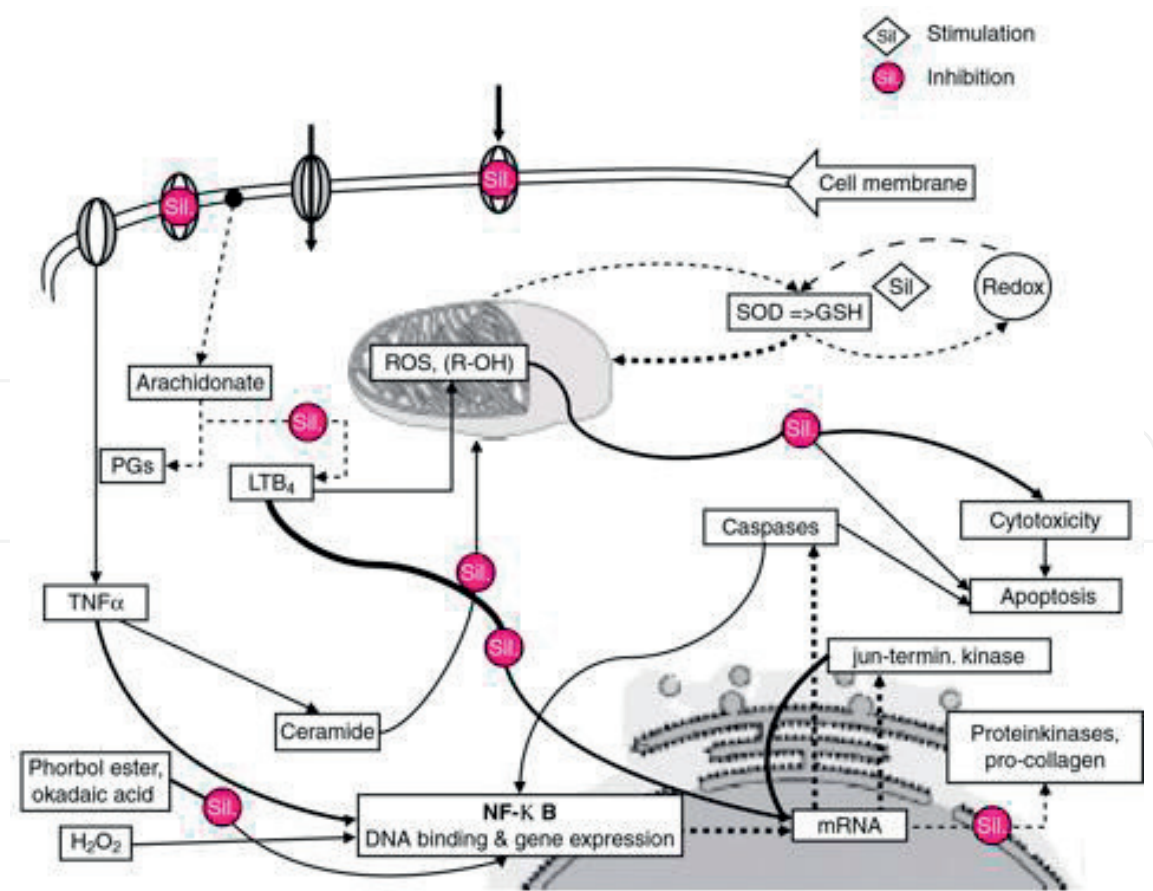 Sil
Stimulation
Sil.
Inhibition
Sil.
Sil.
Cell membrane
Sil
Redox
SOD =>GSH
ROS, (R-OH)
Arachidonate
Sil.
Sil.
PGs
LTB₄
Caspases
Cytotoxicity
Sil.
TNFα
Apoptosis
Sil.
jun-termin. kinase
Ceramide
Proteinkinases,
pro-collagen
Phorbol ester,
okadaic acid
Sil.
NF-K B
DNA binding & gene expression
mRNA
Sil.
H₂O₂